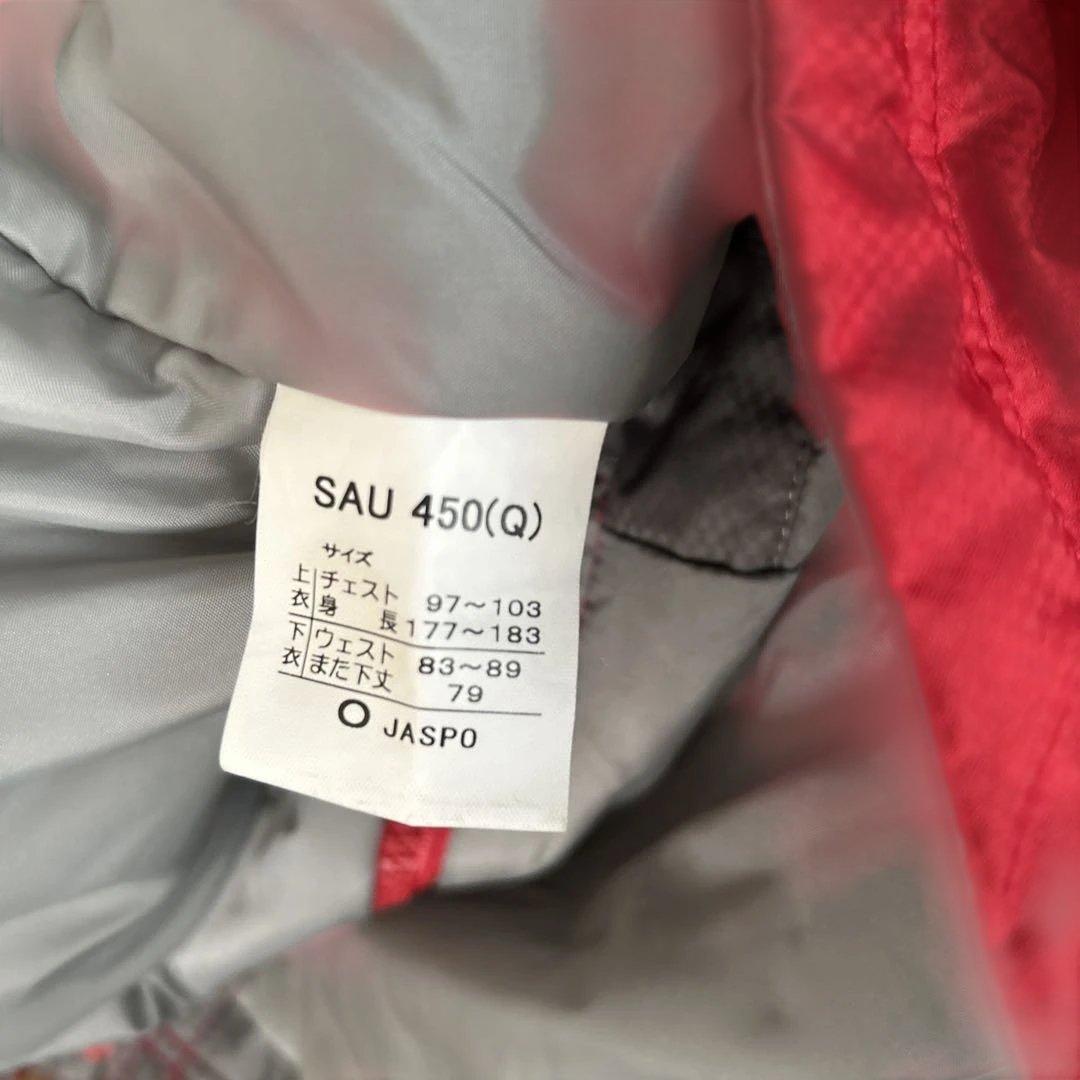 SAU 450(Q)
サイズ
上衣 チェスト 97～103
身長 177～183
下衣 ウェスト 83～89
また下丈 79
O JASPO